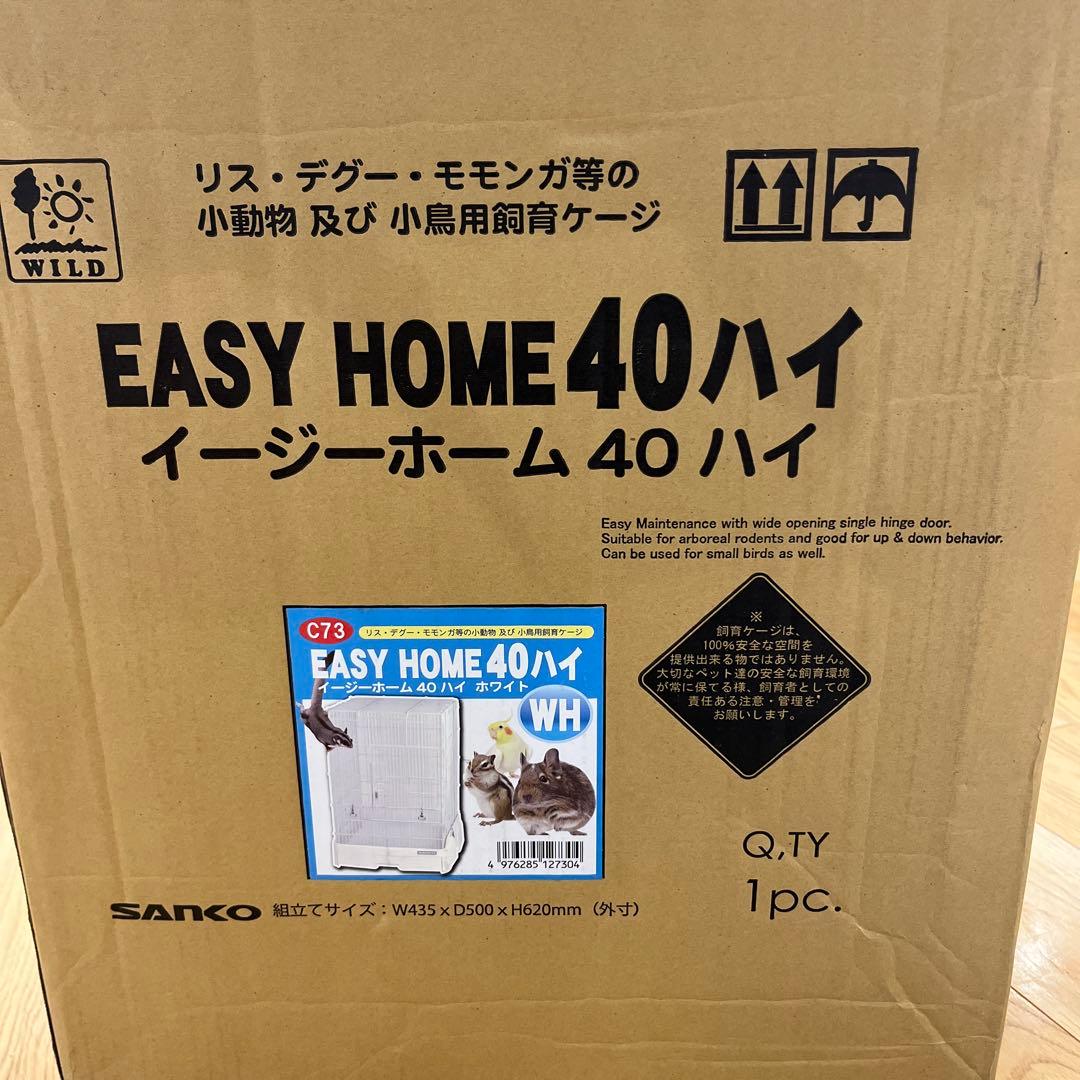 WILD
リス・デグー・モモンガ等の
小動物 及び 小鳥用飼育ケージ
EASY HOME40ハイ
イージーホーム 40 ハイ
Easy Maintenance with wide opening single hinge door.
Suitable for arboreal rodents and good for up & down behavior.
Can be used for small birds as well.
C73
リス・デグー・モモンガ等の小動物 及び 小鳥用飼育ケージ
EASY HOME40ハイ
イージーホーム 40 ハイ ホワイト
WH
4 976285 127304
※
飼育ケージは、
100%安全な空間を
提供出来る物ではありません。
大切なペット達の安全な飼育環境
が常に保てる様、飼育者としての
責任ある注意・管理を
お願いします。
Q,TY
1pc.
SANKO 組立てサイズ：W435 x D500 x H620mm（外寸）